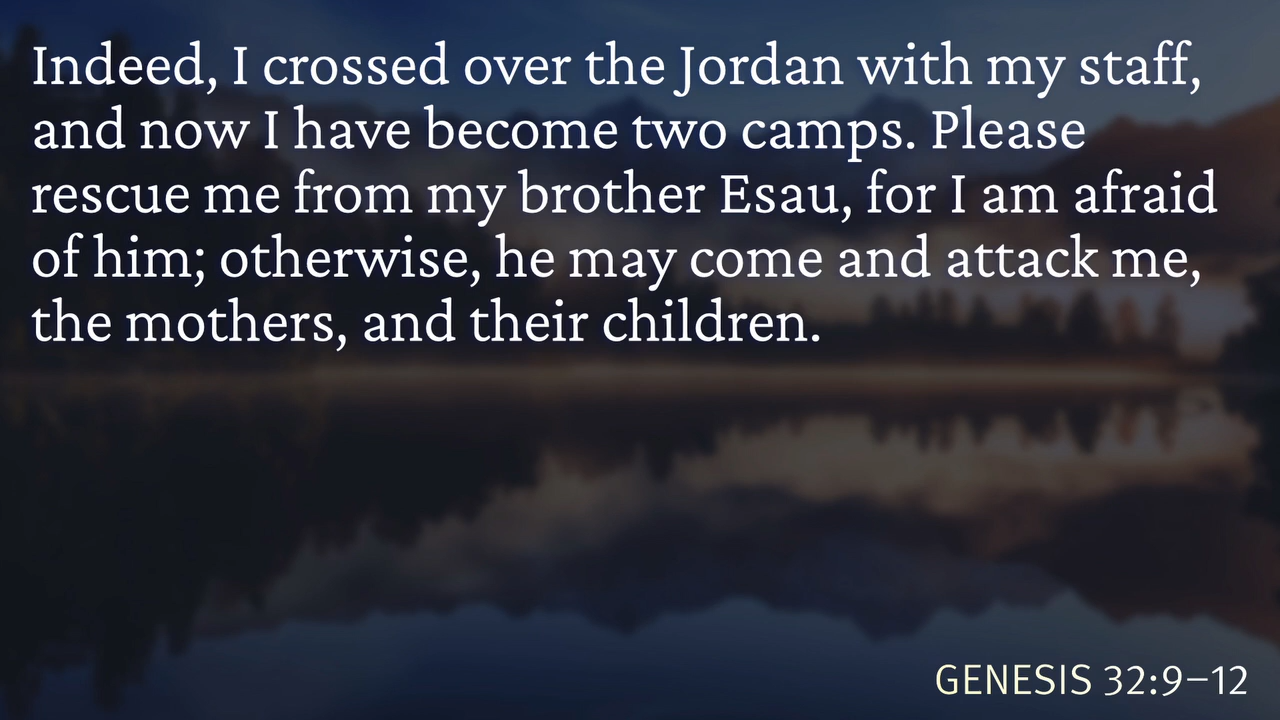 Indeed, I crossed over the Jordan with my staff,
and now I have become two camps. Please
rescue me from my brother Esau, for I am afraid
of him; otherwise, he may come and attack me,
the mothers, and their children.
GENESIS 32:9–12